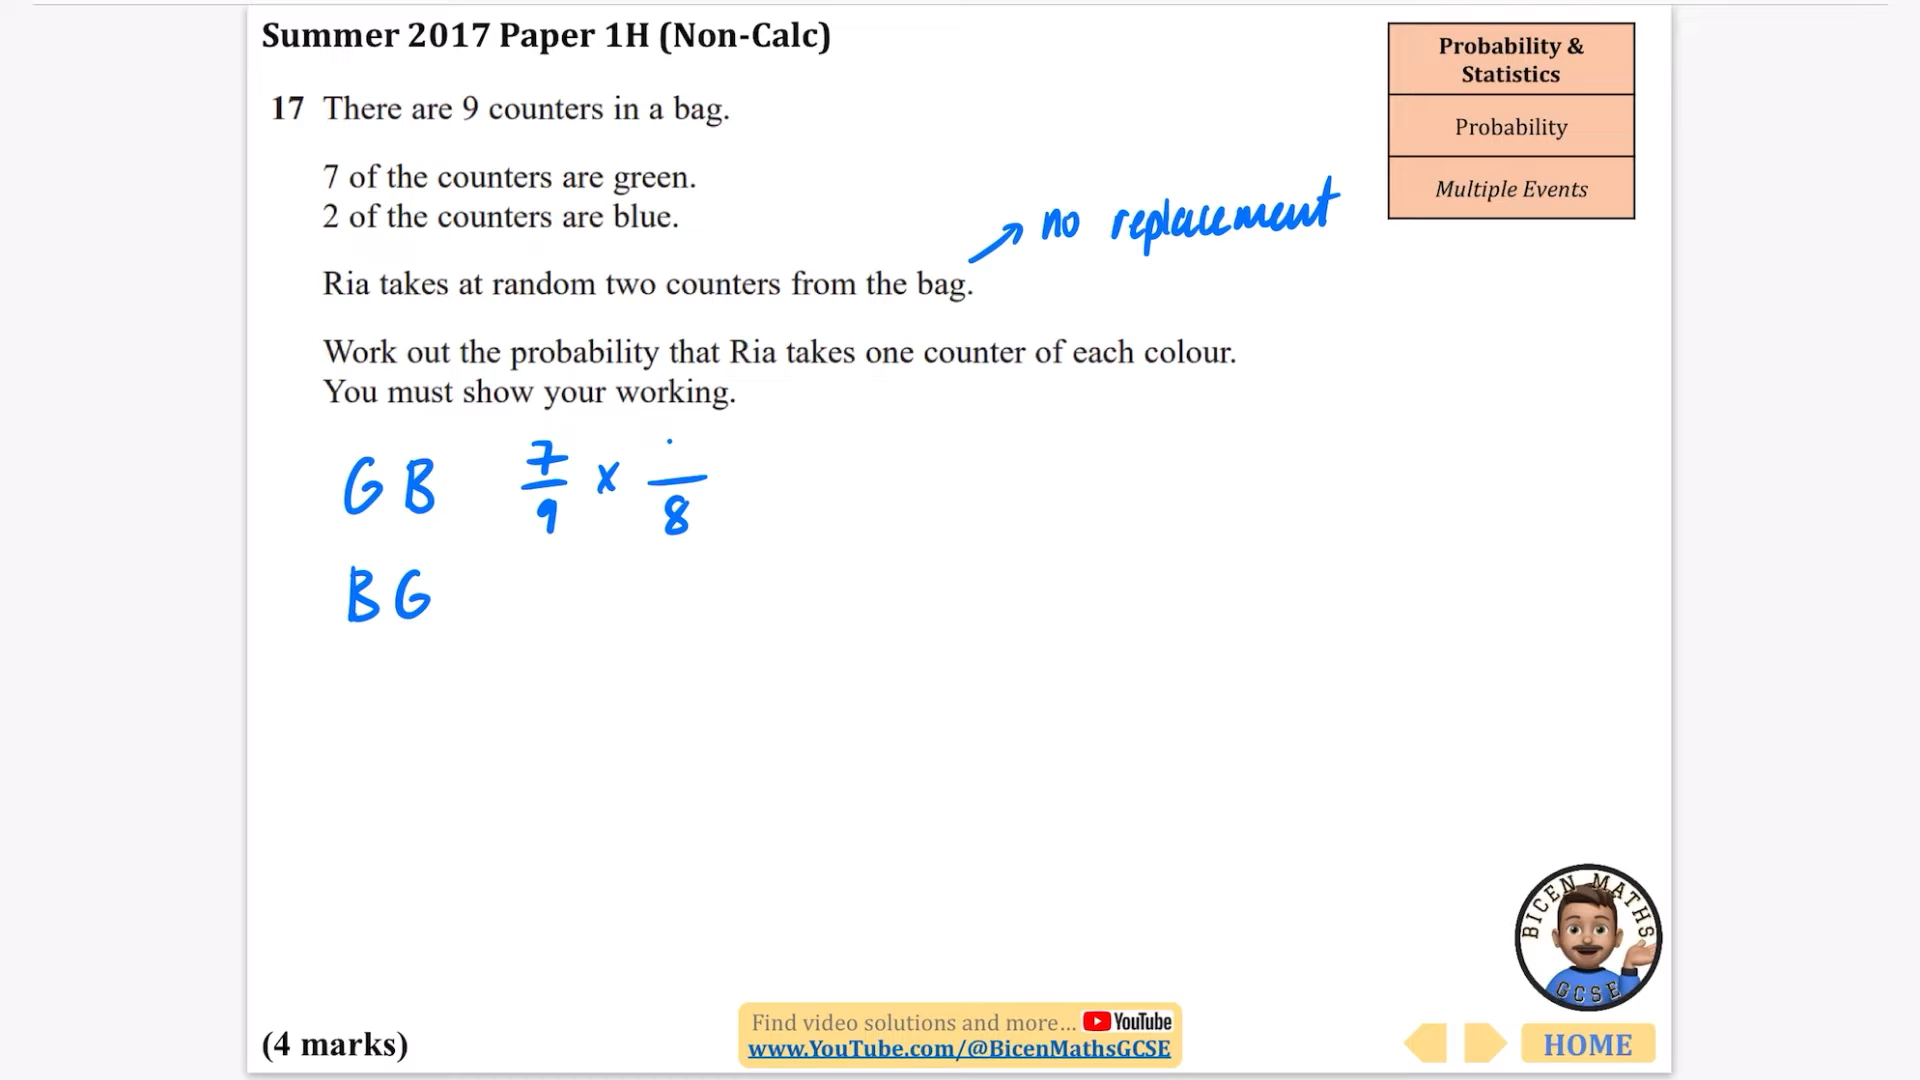 Summer 2017 Paper 1H (Non-Calc)
Probability &
Statistics
Probability
Multiple Events
17 There are 9 counters in a bag.
7 of the counters are green.
2 of the counters are blue.
no replacement
Ria takes at random two counters from the bag.
Work out the probability that Ria takes one counter of each colour.
You must show your working.
G B 7/9 × /8
B G
BICEN MATHS
GCSE
(4 marks)
Find video solutions and more... YouTube
www.YouTube.com/@BicenMathsGCSE
HOME